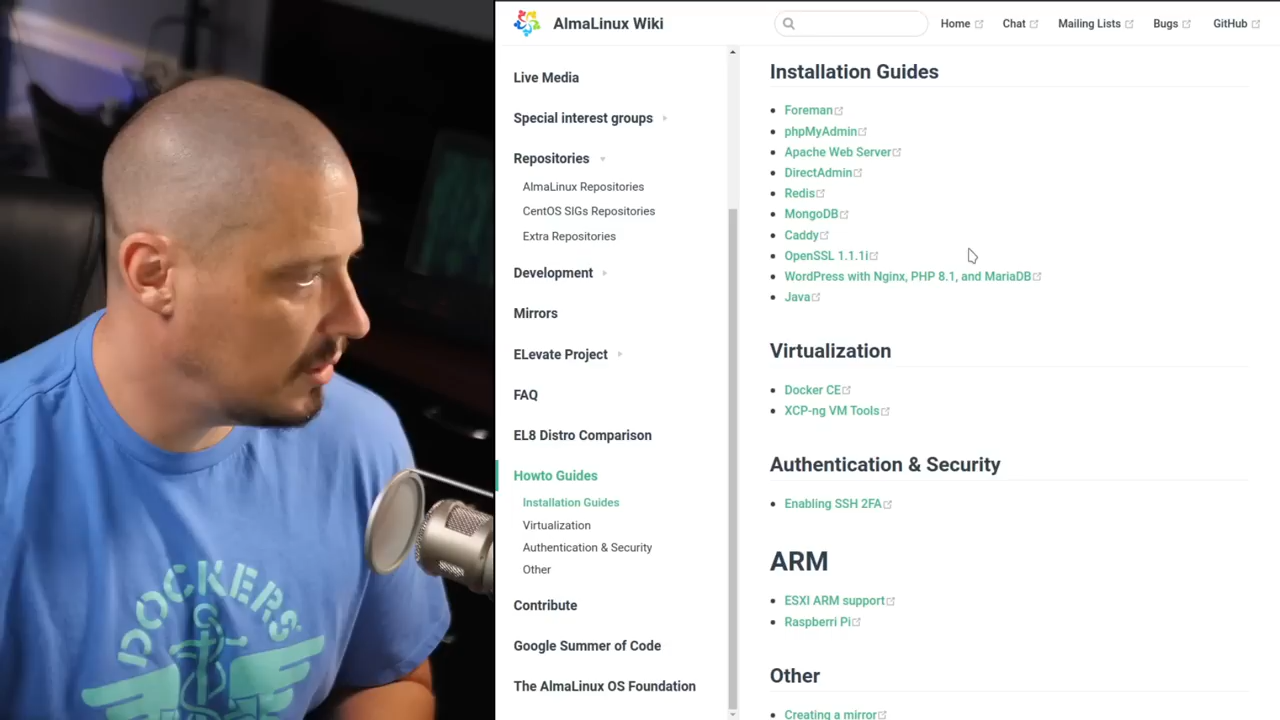 AlmaLinux Wiki
Home
Chat
Mailing Lists
Bugs
GitHub
Live Media
Special interest groups
Repositories
AlmaLinux Repositories
CentOS SIGs Repositories
Extra Repositories
Development
Mirrors
ELevate Project
FAQ
EL8 Distro Comparison
Howto Guides
Installation Guides
Virtualization
Authentication & Security
Other
Contribute
Google Summer of Code
The AlmaLinux OS Foundation
Installation Guides
Foreman
phpMyAdmin
Apache Web Server
DirectAdmin
Redis
MongoDB
Caddy
OpenSSL 1.1.1i
WordPress with Nginx, PHP 8.1, and MariaDB
Java
Virtualization
Docker CE
XCP-ng VM Tools
Authentication & Security
Enabling SSH 2FA
ARM
ESXI ARM support
Raspberry Pi
Other
Creating a mirror
DOCKERS